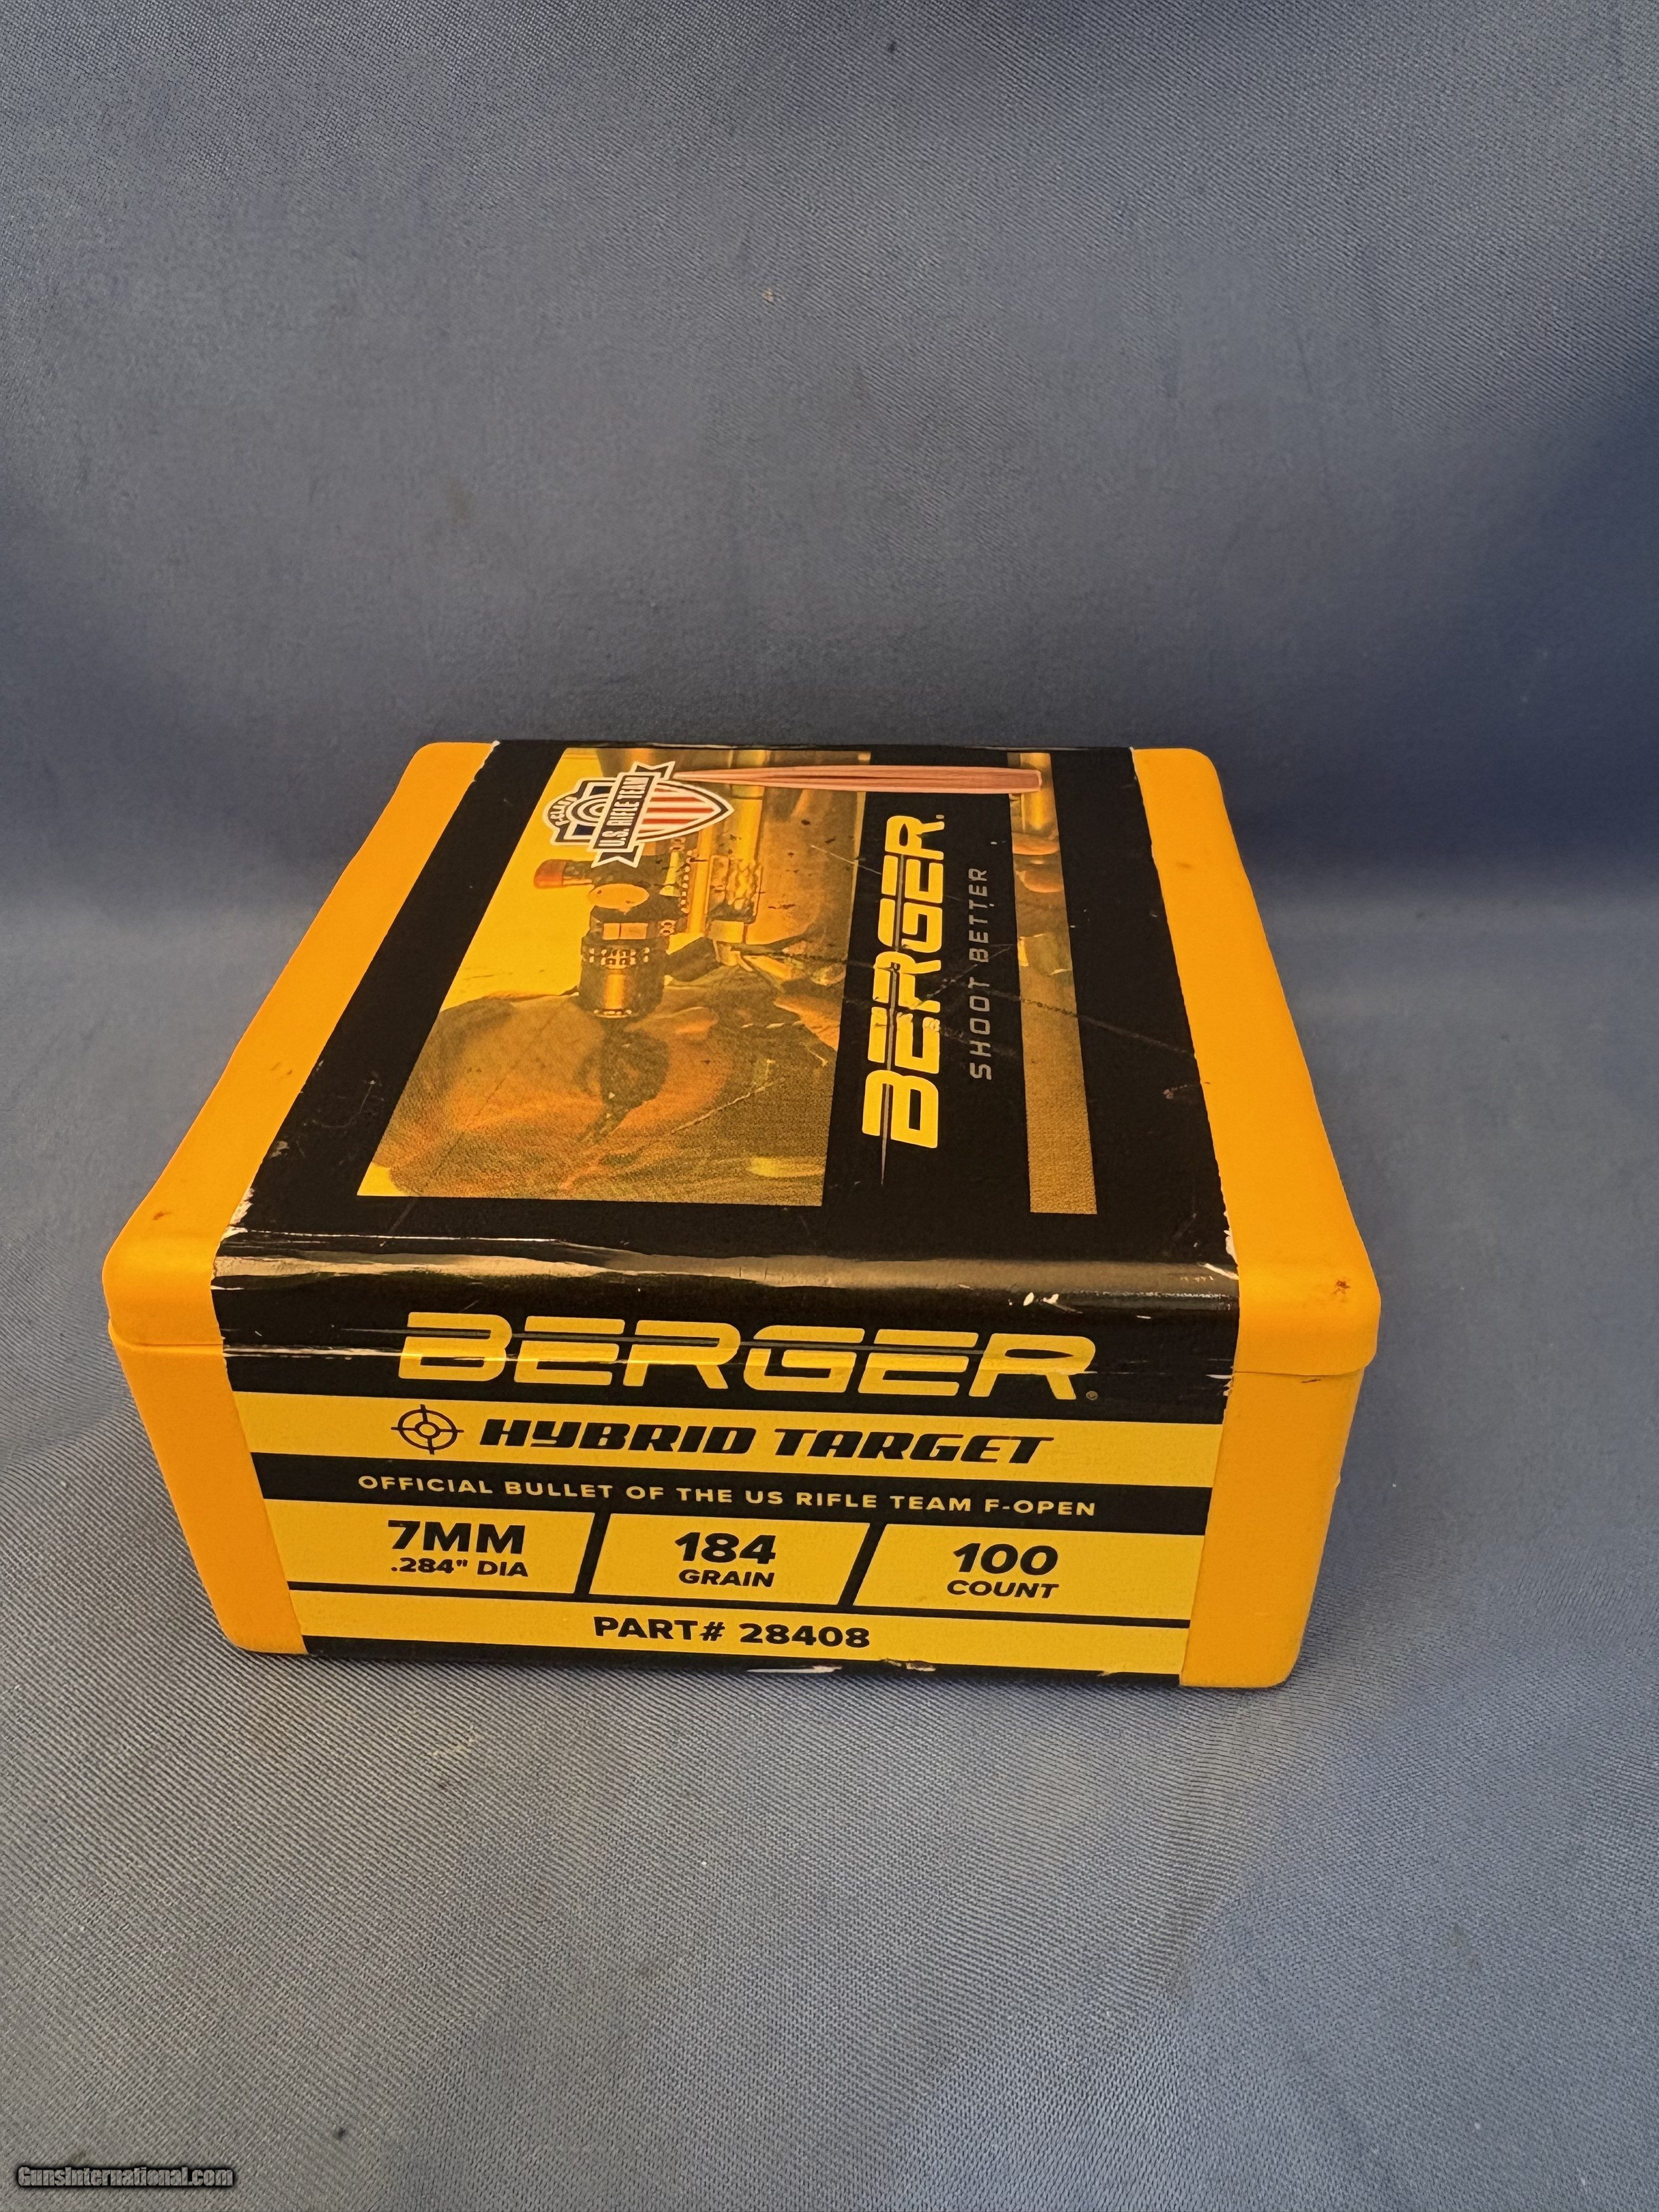 F-CLASS
U.S. RIFLE TEAM
BERGER.
SHOOT BETTER
BERGER®
HYBRID TARGET
OFFICIAL BULLET OF THE US RIFLE TEAM F-OPEN
7MM
.284" DIA
184
GRAIN
100
COUNT
PART# 28408
GunsInternational.com